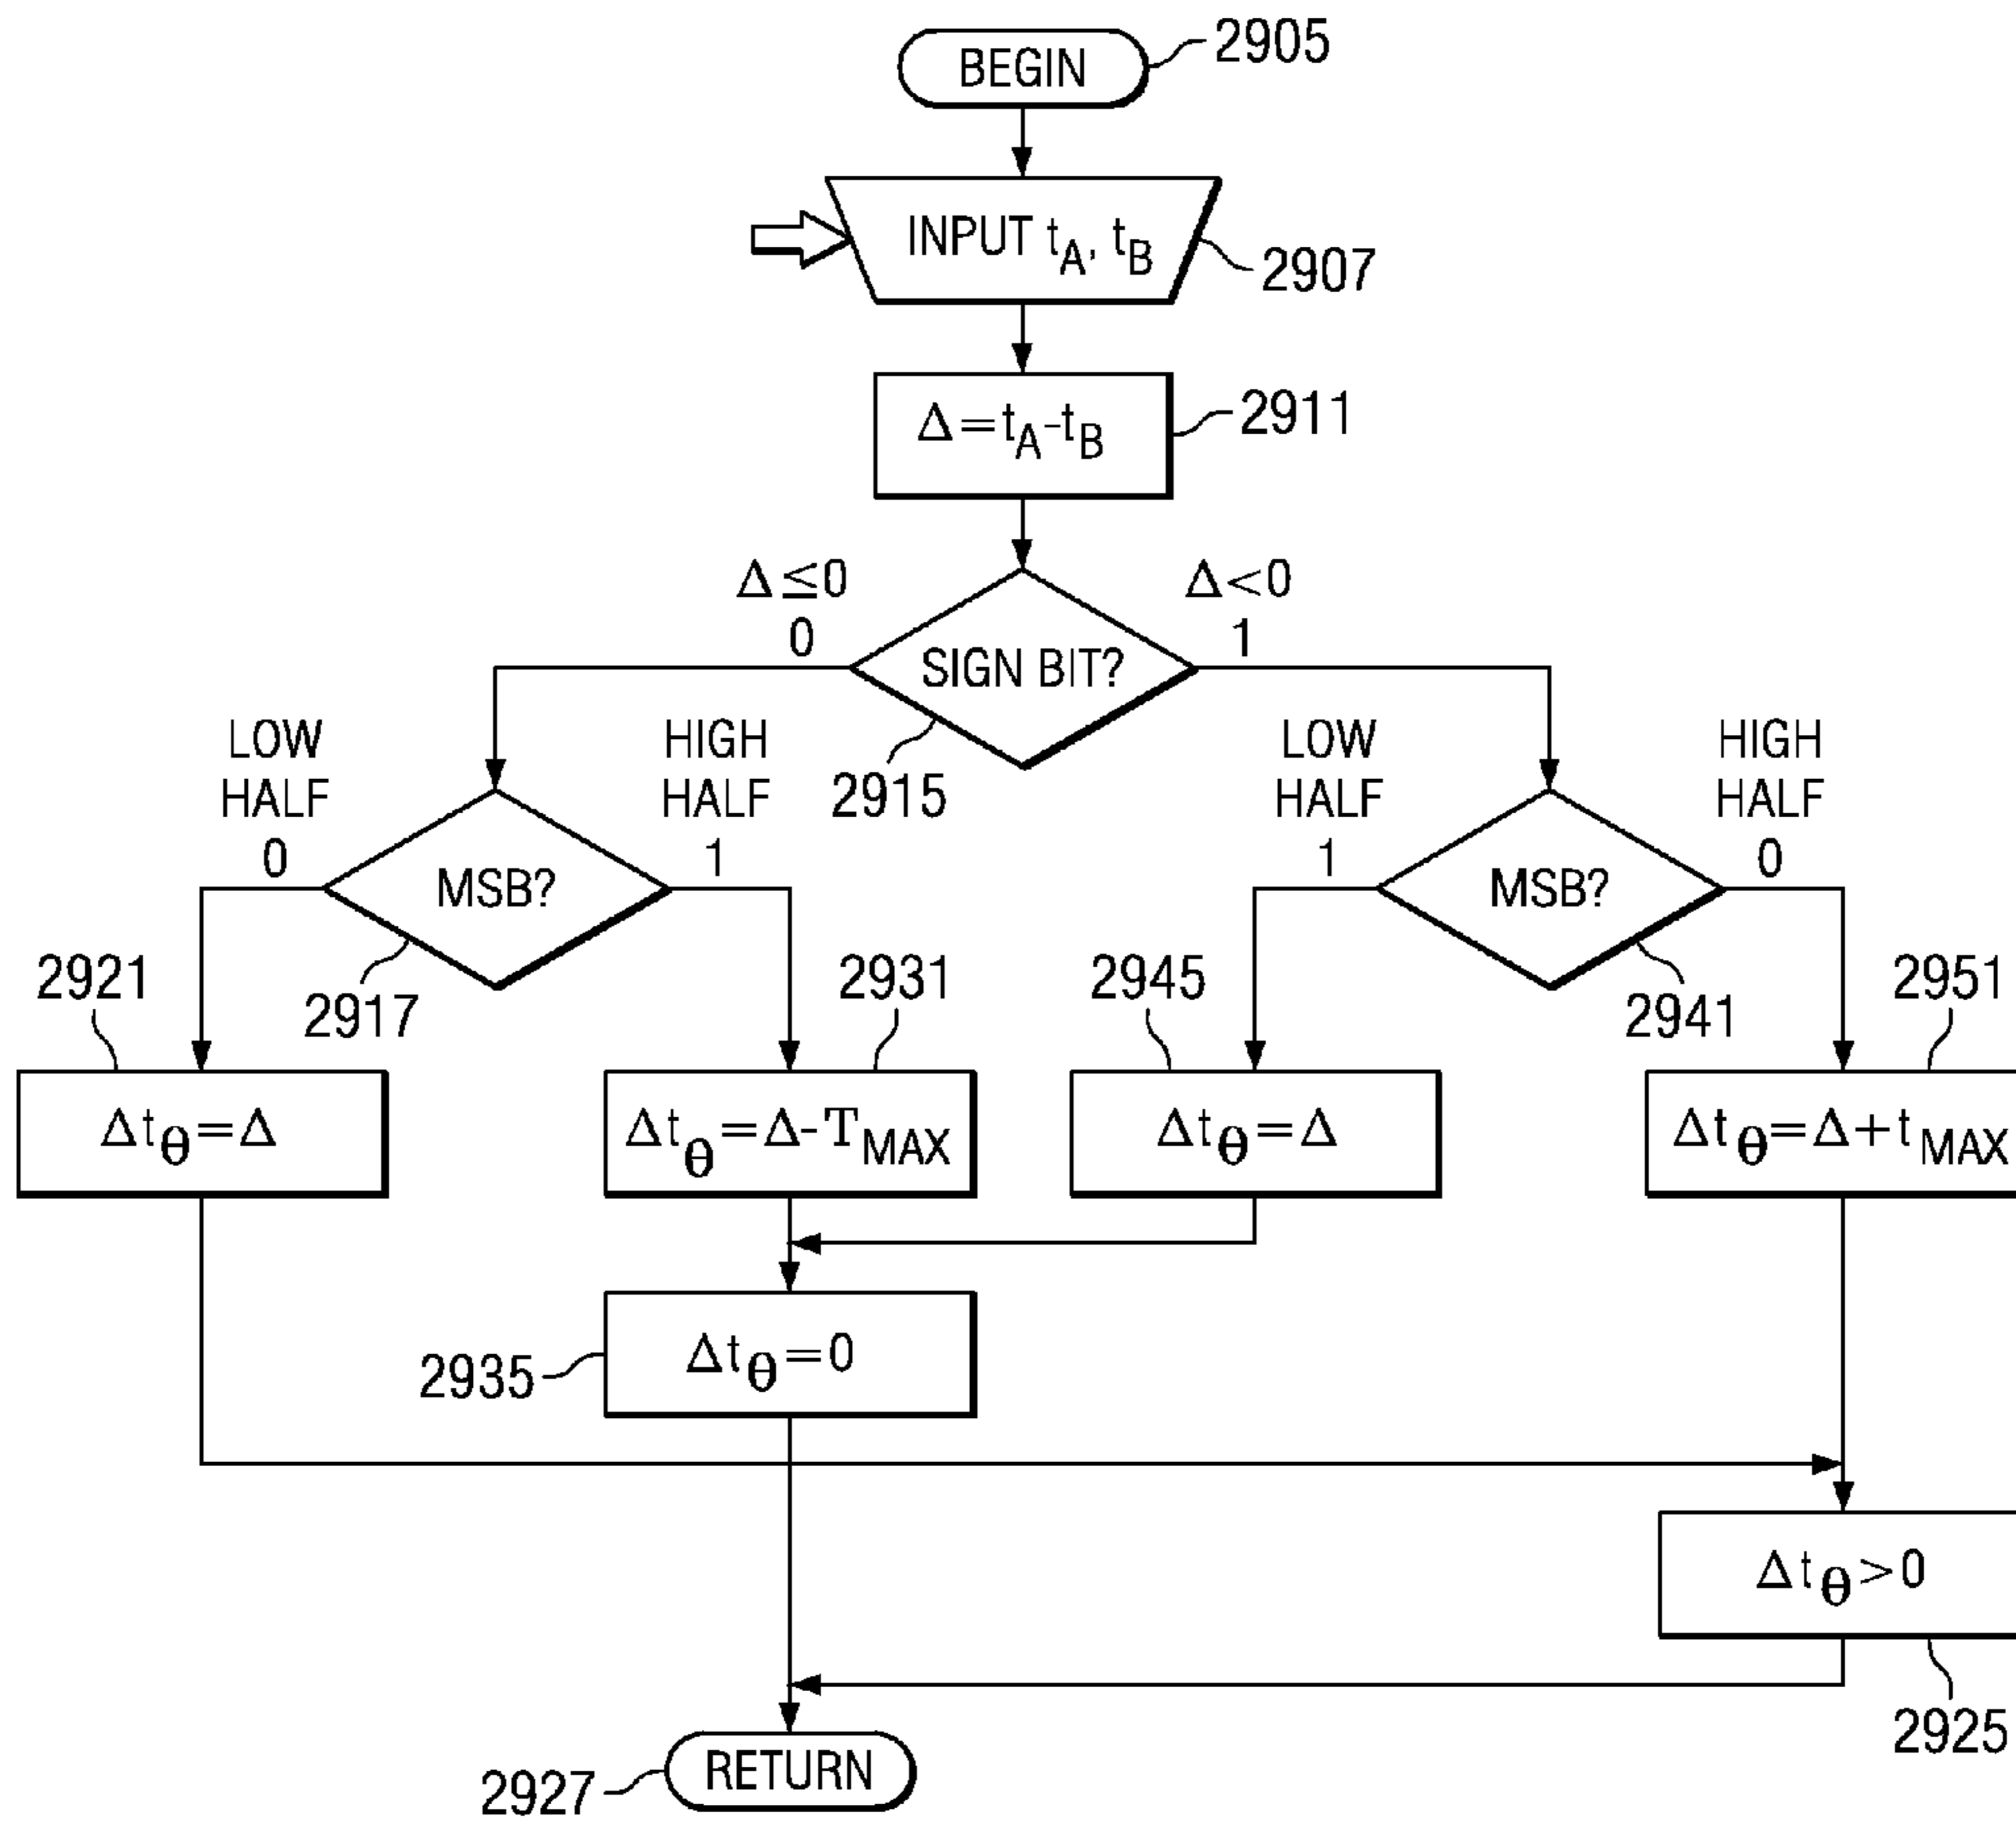 BEGIN
2905
INPUT tA, tB
2907
Δ=tA-tB
2911
Δ≤0
0
Δ<0
1
SIGN BIT?
2915
LOW
HALF
0
HIGH
HALF
1
MSB?
2917
LOW
HALF
1
HIGH
HALF
0
MSB?
2941
2921
2931
2945
2951
Δtθ=Δ
Δtθ=Δ-TMAX
Δtθ=Δ
Δtθ=Δ+tMAX
2935
Δtθ=0
Δtθ>0
2925
2927
RETURN